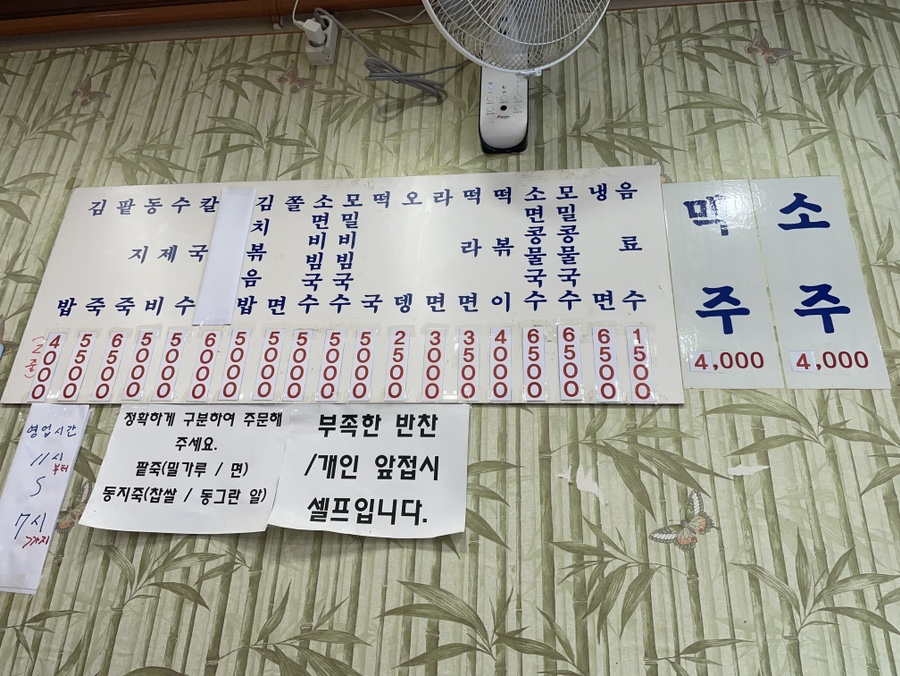 김밥 4000
(2줄)
팥죽 5500
동지죽 6500
수제비 5000
칼국수 5000
6000
김치볶음밥 5000
쫄면 5000
소면비빔국수 5000
모밀비빔국수 5000
떡국 5000
오뎅 2500
라면 3000
떡라면 3500
떡볶이 4000
소면콩물국수 6500
모밀콩물국수 6500
냉면 6500
음료수 1500
맥주 4,000
소주 4,000
영업시간
11시
부터
S
7시
까지
정확하게 구분하여 주문해
주세요.
팥죽(밀가루 / 면)
동지죽(찹쌀 / 동그란 알)
부족한 반찬
/개인 앞접시
셀프입니다.